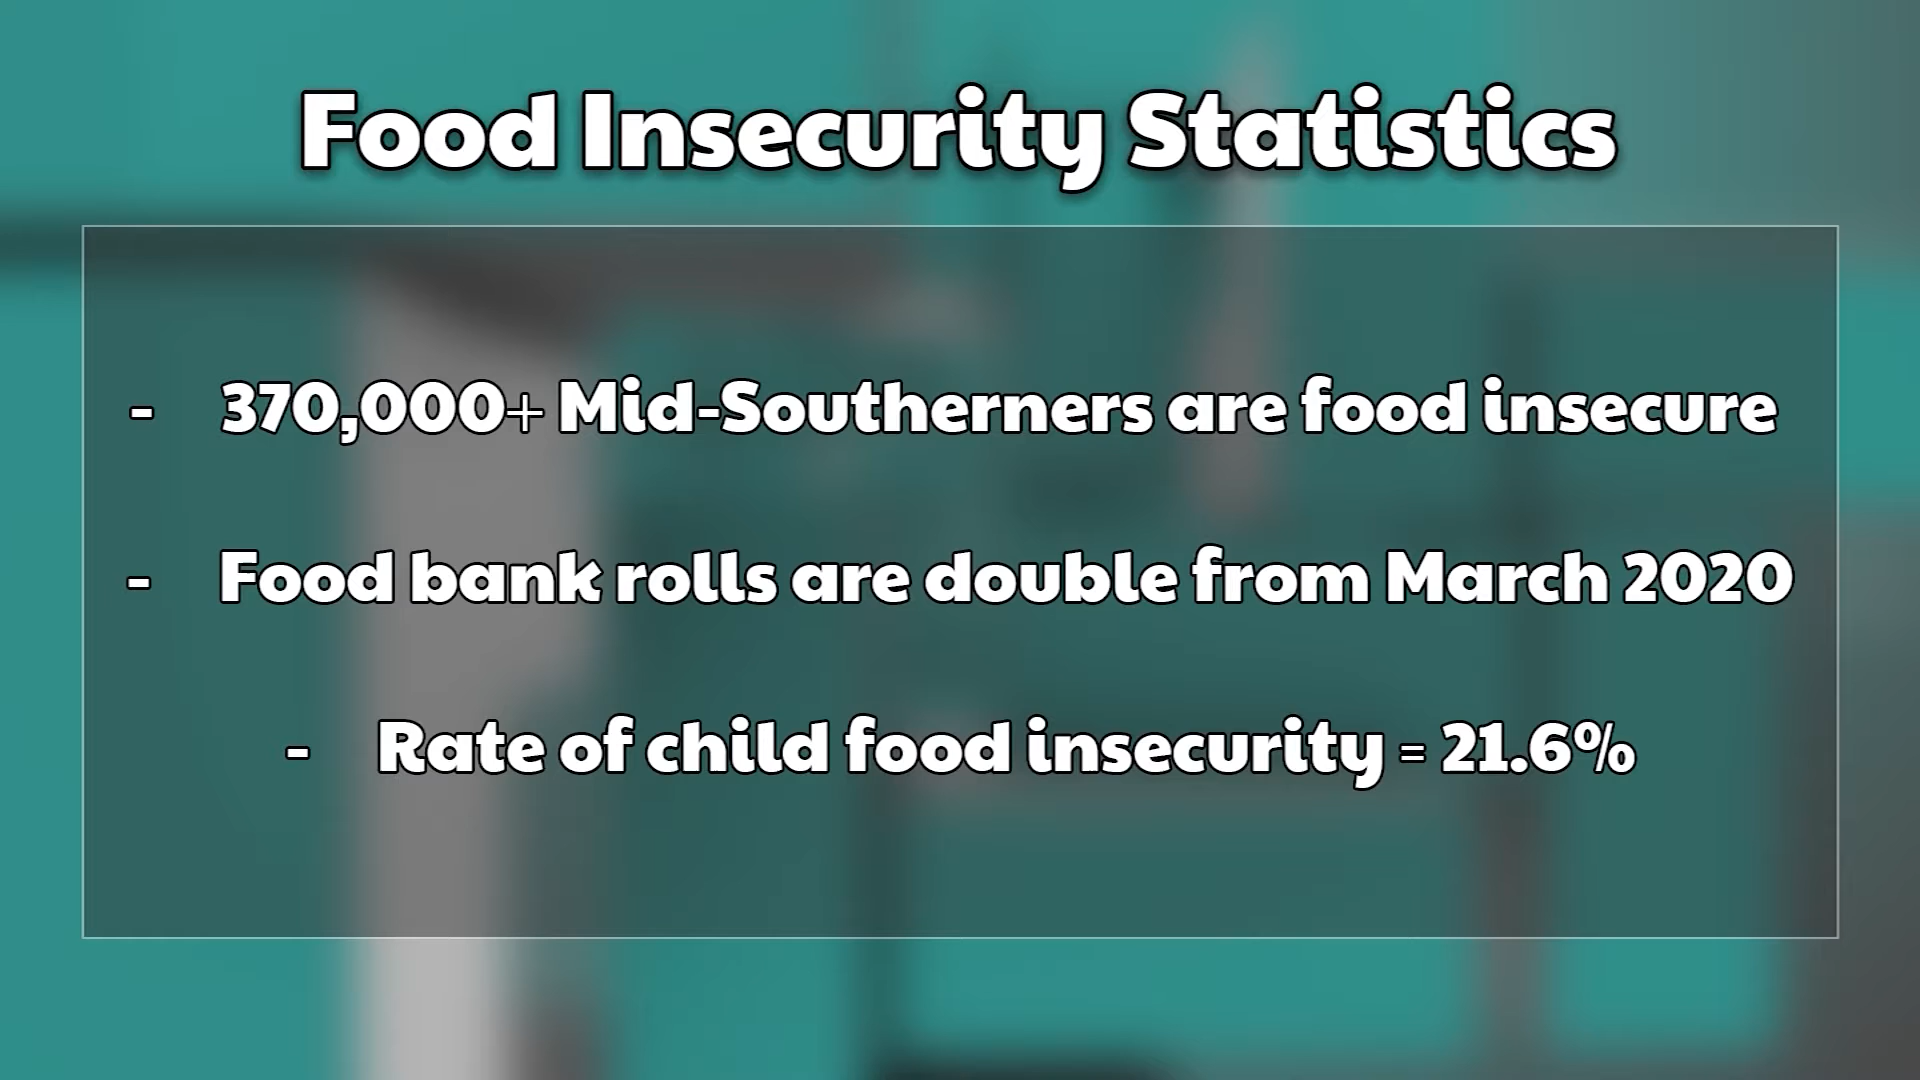 Food Insecurity Statistics
- 370,000+ Mid-Southerners are food insecure
- Food bank rolls are double from March 2020
- Rate of child food insecurity = 21.6%